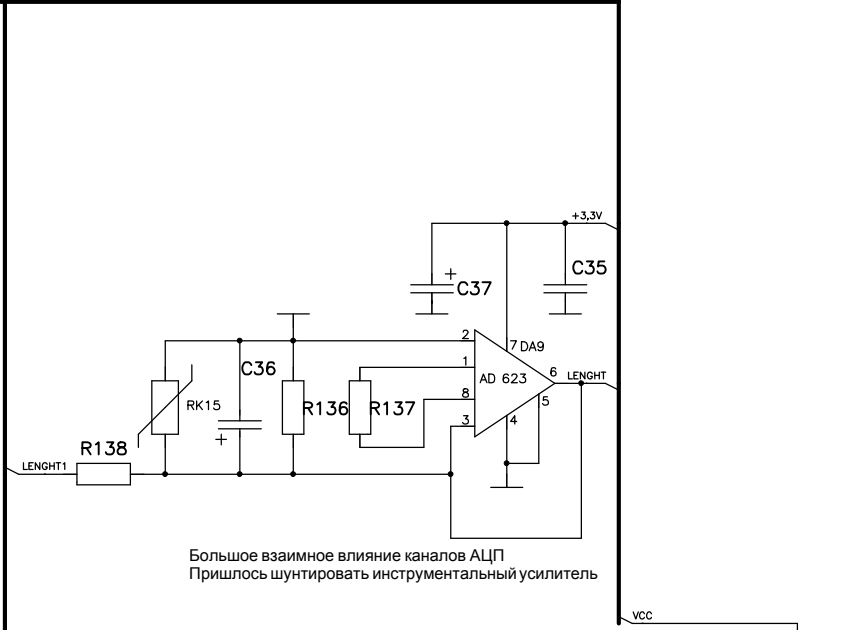 +3,3V
C35
+
C37
2
7 DA9
1
C36
6 LENGHT
AD 623
RK15
8
5
R136
R137
+
3
4
R138
LENGHT1
Большое взаимное влияние каналов АЦП
Пришлось шунтировать инструментальный усилитель
VCC